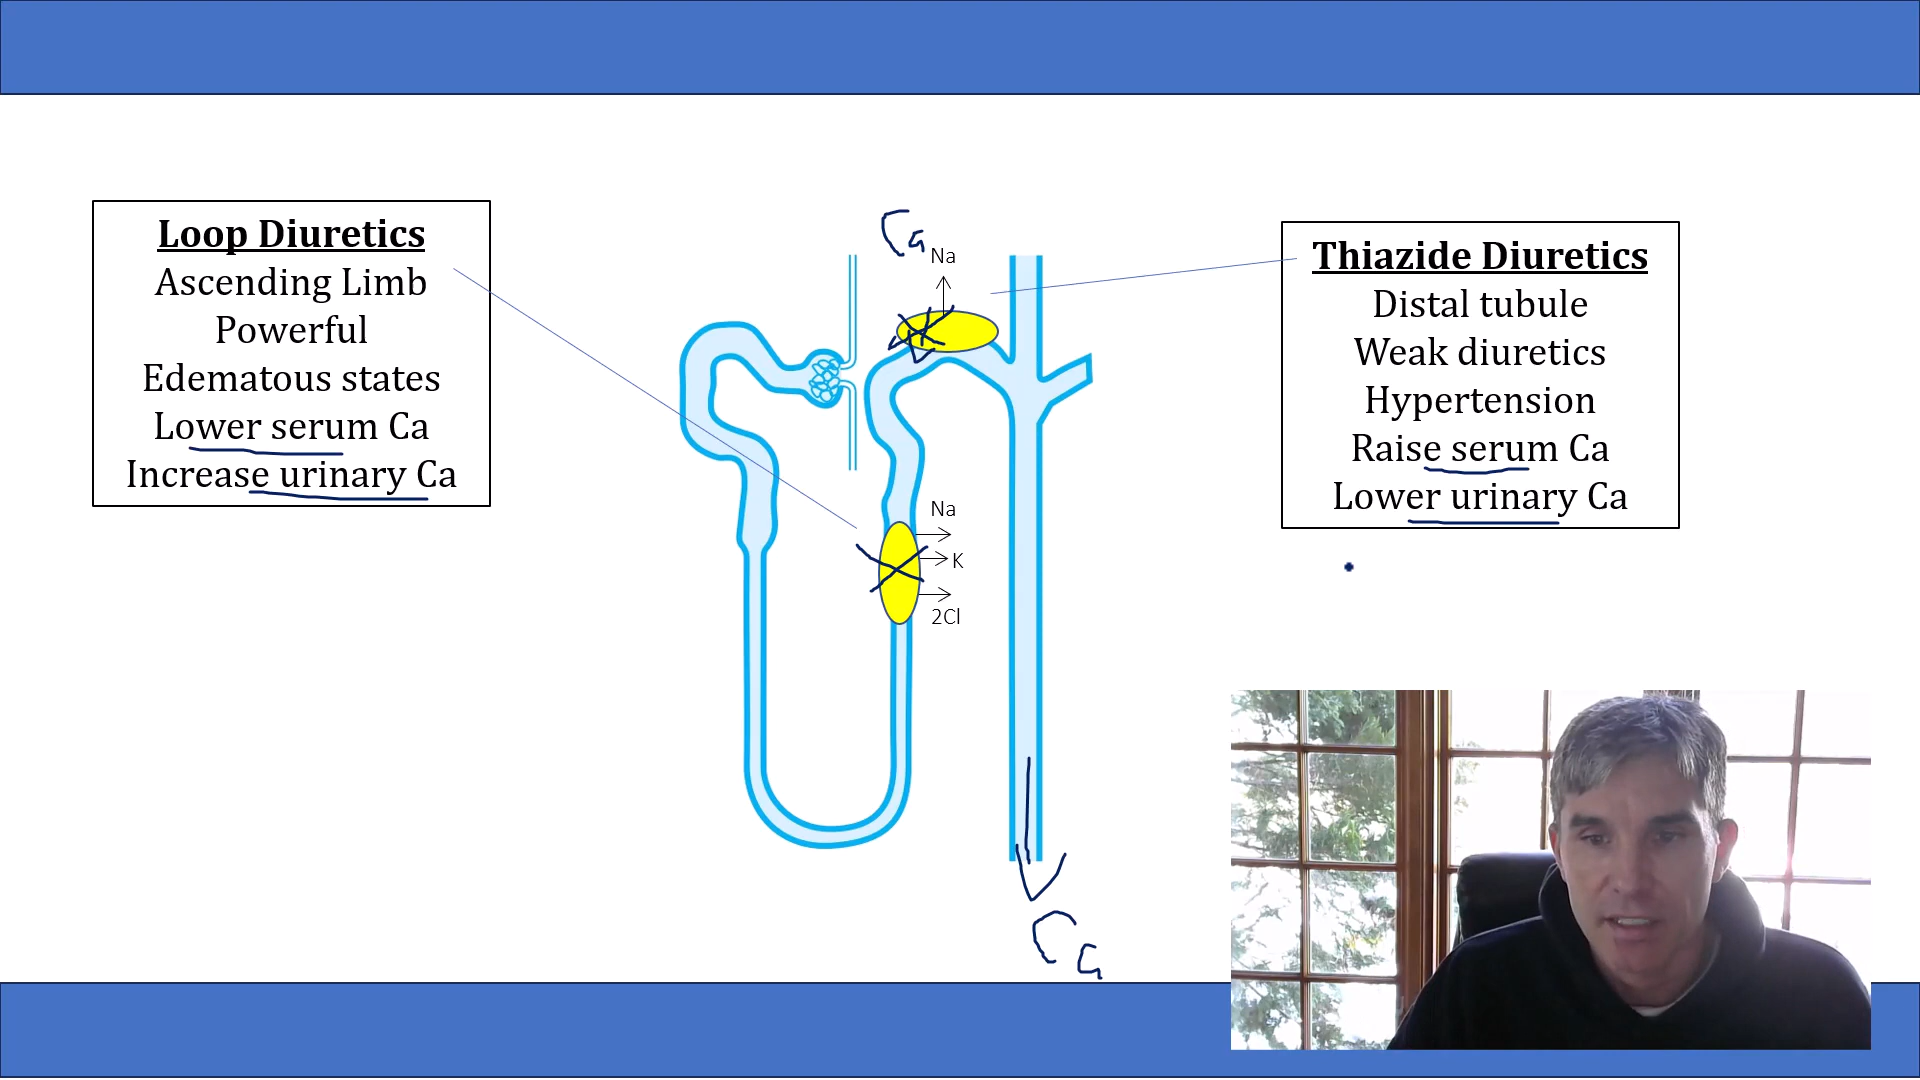 Loop Diuretics
Ascending Limb
Powerful
Edematous states
Lower serum Ca
Increase urinary Ca
Ca
Na
Na
K
2Cl
Ca
Thiazide Diuretics
Distal tubule
Weak diuretics
Hypertension
Raise serum Ca
Lower urinary Ca